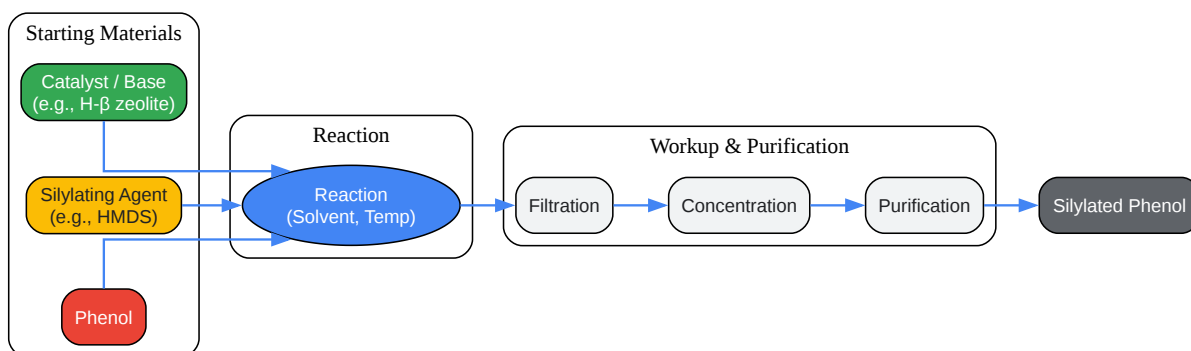 Starting Materials
Catalyst / Base
(e.g., H-β zeolite)
Silylating Agent
(e.g., HMDS)
Phenol
Reaction
Reaction
(Solvent, Temp)
Workup & Purification
Filtration
Concentration
Purification
Silylated Phenol